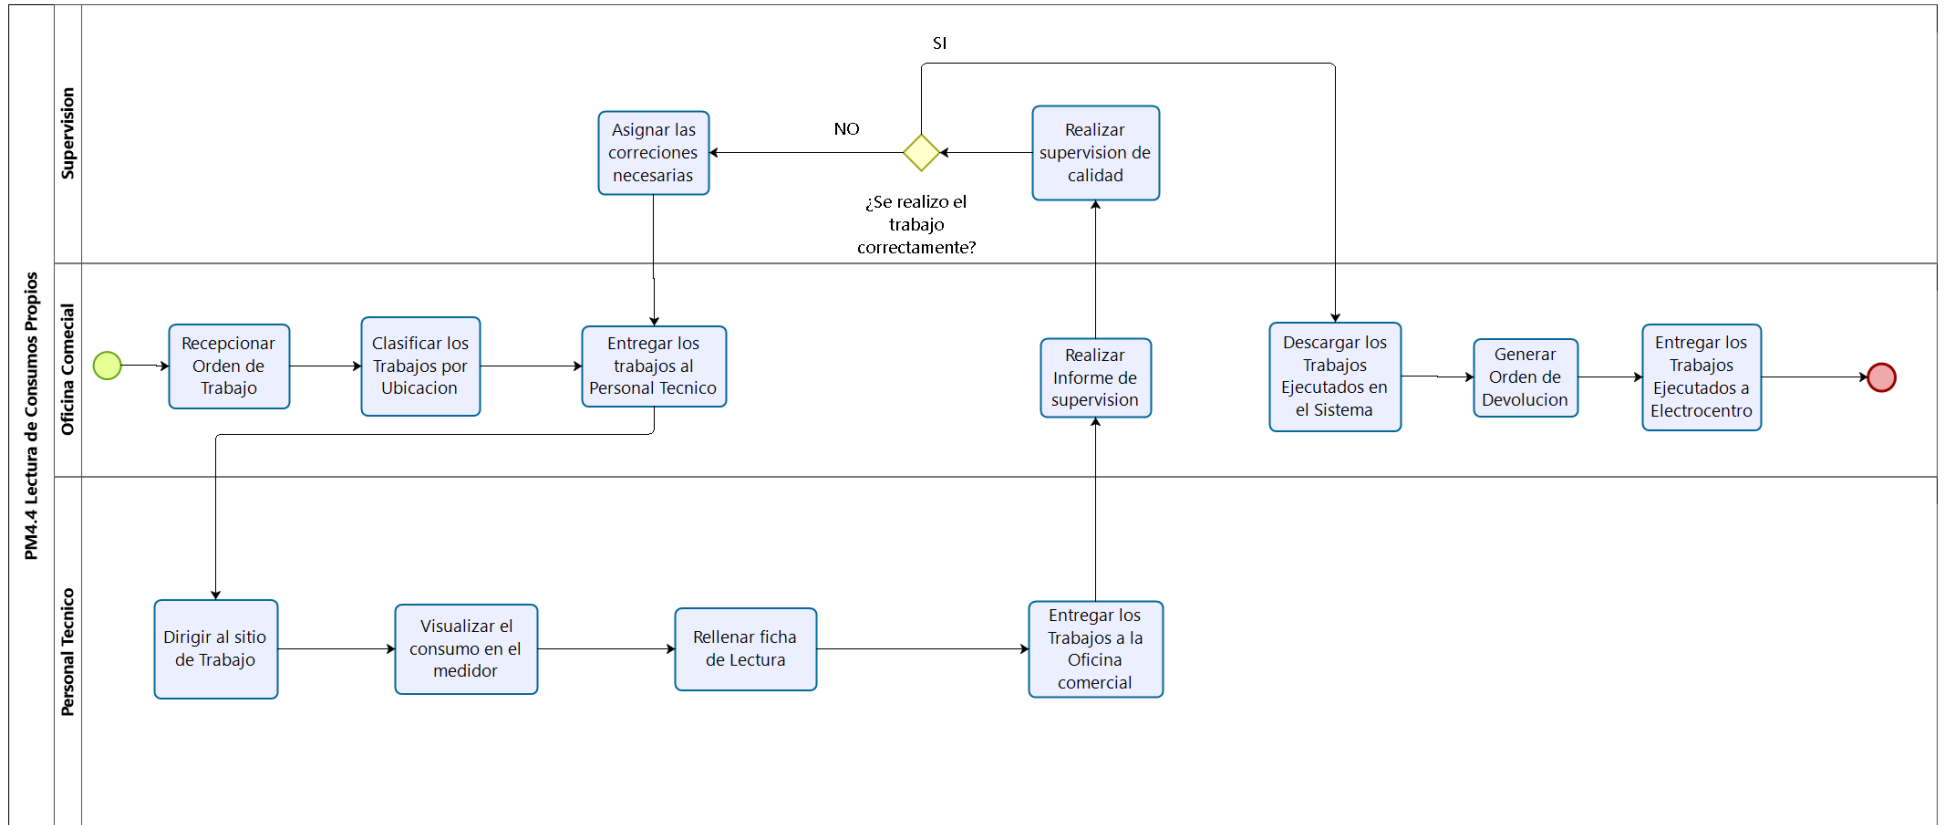 PM4.4 Lectura de Consumos Propios
Supervision
SI
NO
Asignar las
correciones
necesarias
¿Se realizo el
trabajo
correctamente?
Realizar
supervision de
calidad
Oficina Comecial
Recepcionar
Orden de
Trabajo
Clasificar los
Trabajos por
Ubicacion
Entregar los
trabajos al
Personal Tecnico
Realizar
Informe de
supervision
Descargar los
Trabajos
Ejecutados en
el Sistema
Generar
Orden de
Devolucion
Entregar los
Trabajos
Ejecutados a
Electrocentro
Personal Tecnico
Dirigir al sitio
de Trabajo
Visualizar el
consumo en el
medidor
Rellenar ficha
de Lectura
Entregar los
Trabajos a la
Oficina
comercial